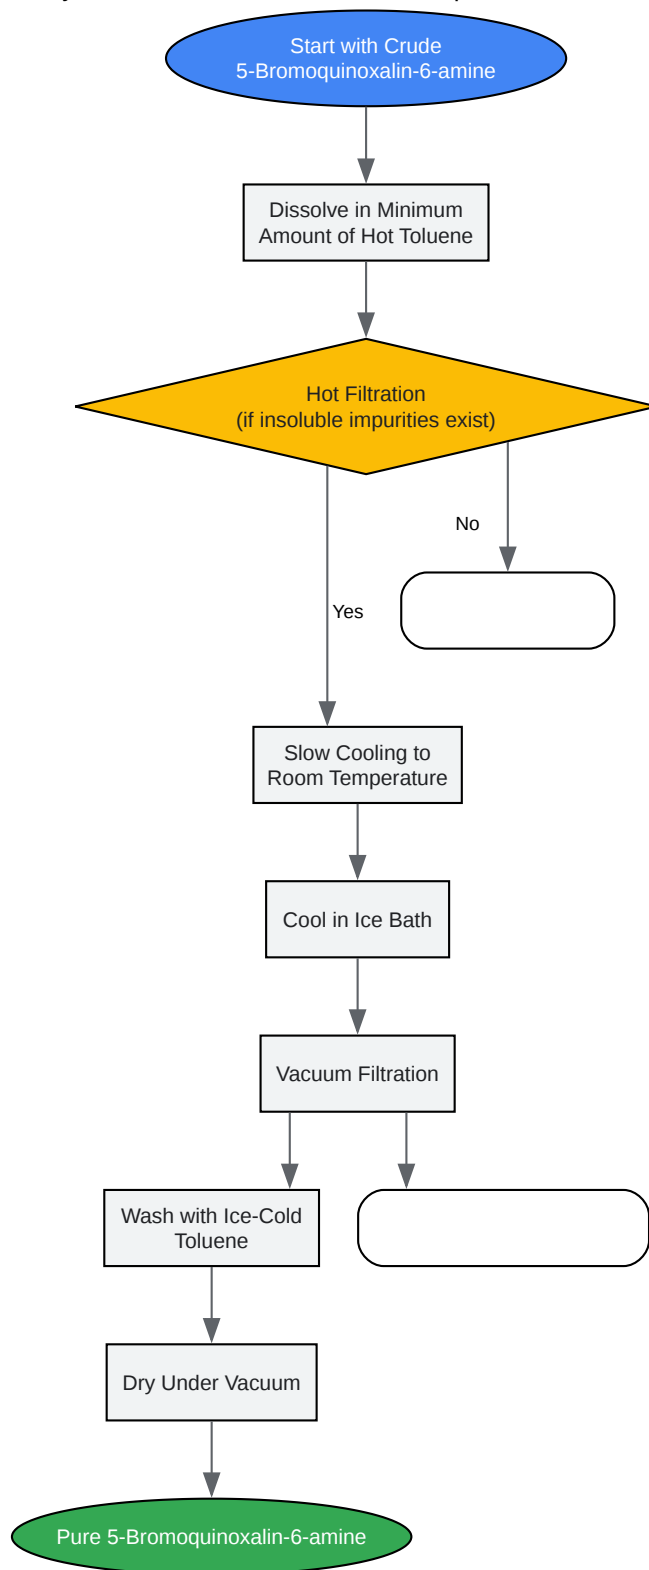 Start with Crude
5-Bromoquinoxalin-6-amine
Dissolve in Minimum
Amount of Hot Toluene
Hot Filtration
(if insoluble impurities exist)
No
Yes
Slow Cooling to
Room Temperature
Cool in Ice Bath
Vacuum Filtration
Wash with Ice-Cold
Toluene
Dry Under Vacuum
Pure 5-Bromoquinoxalin-6-amine